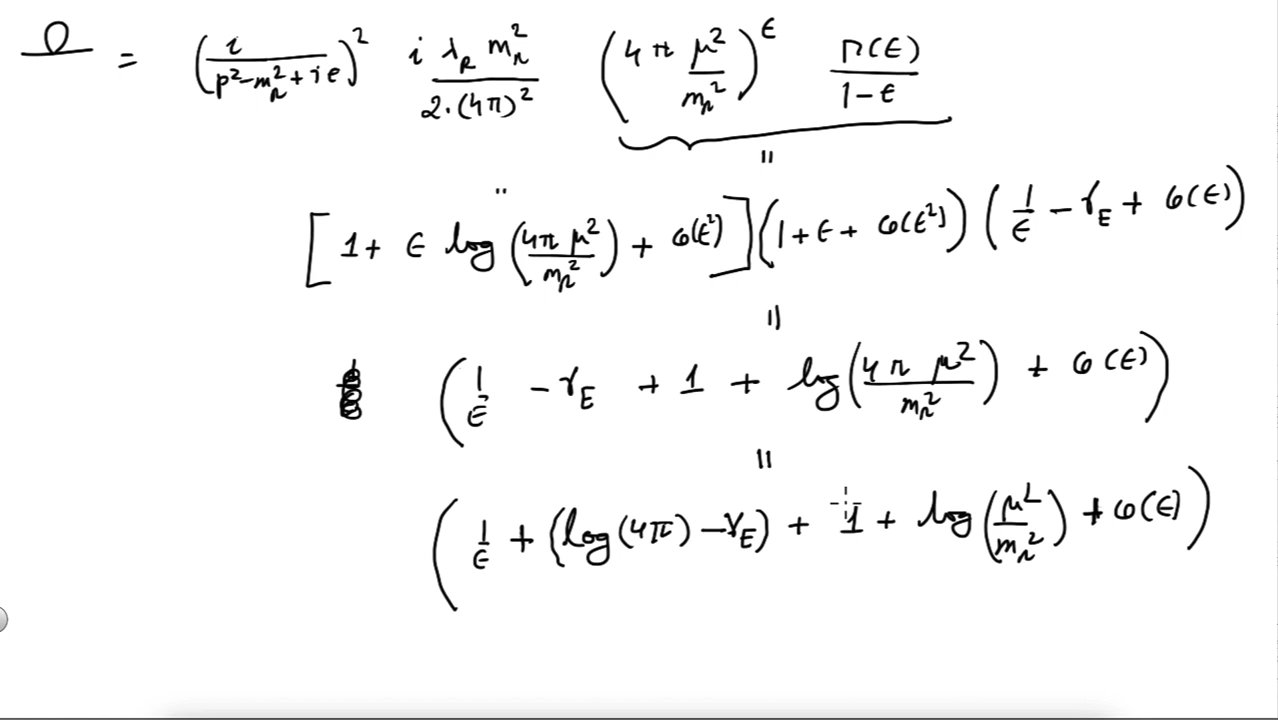 = (i / (p² - m_R² + iϵ))² i λ_R m_R² / 2·(4π)² (4π μ² / m_R²)^ϵ Γ(ϵ) / (1-ϵ)
=
[1 + ϵ log(4π μ² / m_R²) + O(ϵ²)] (1 + ϵ + O(ϵ²)) (1/ϵ - γ_E + O(ϵ))
=
(1/ϵ - γ_E + 1 + log(4π μ² / m_R²) + O(ϵ))
=
(1/ϵ + (log(4π) - γ_E) + 1 + log(μ² / m_R²) + O(ϵ))